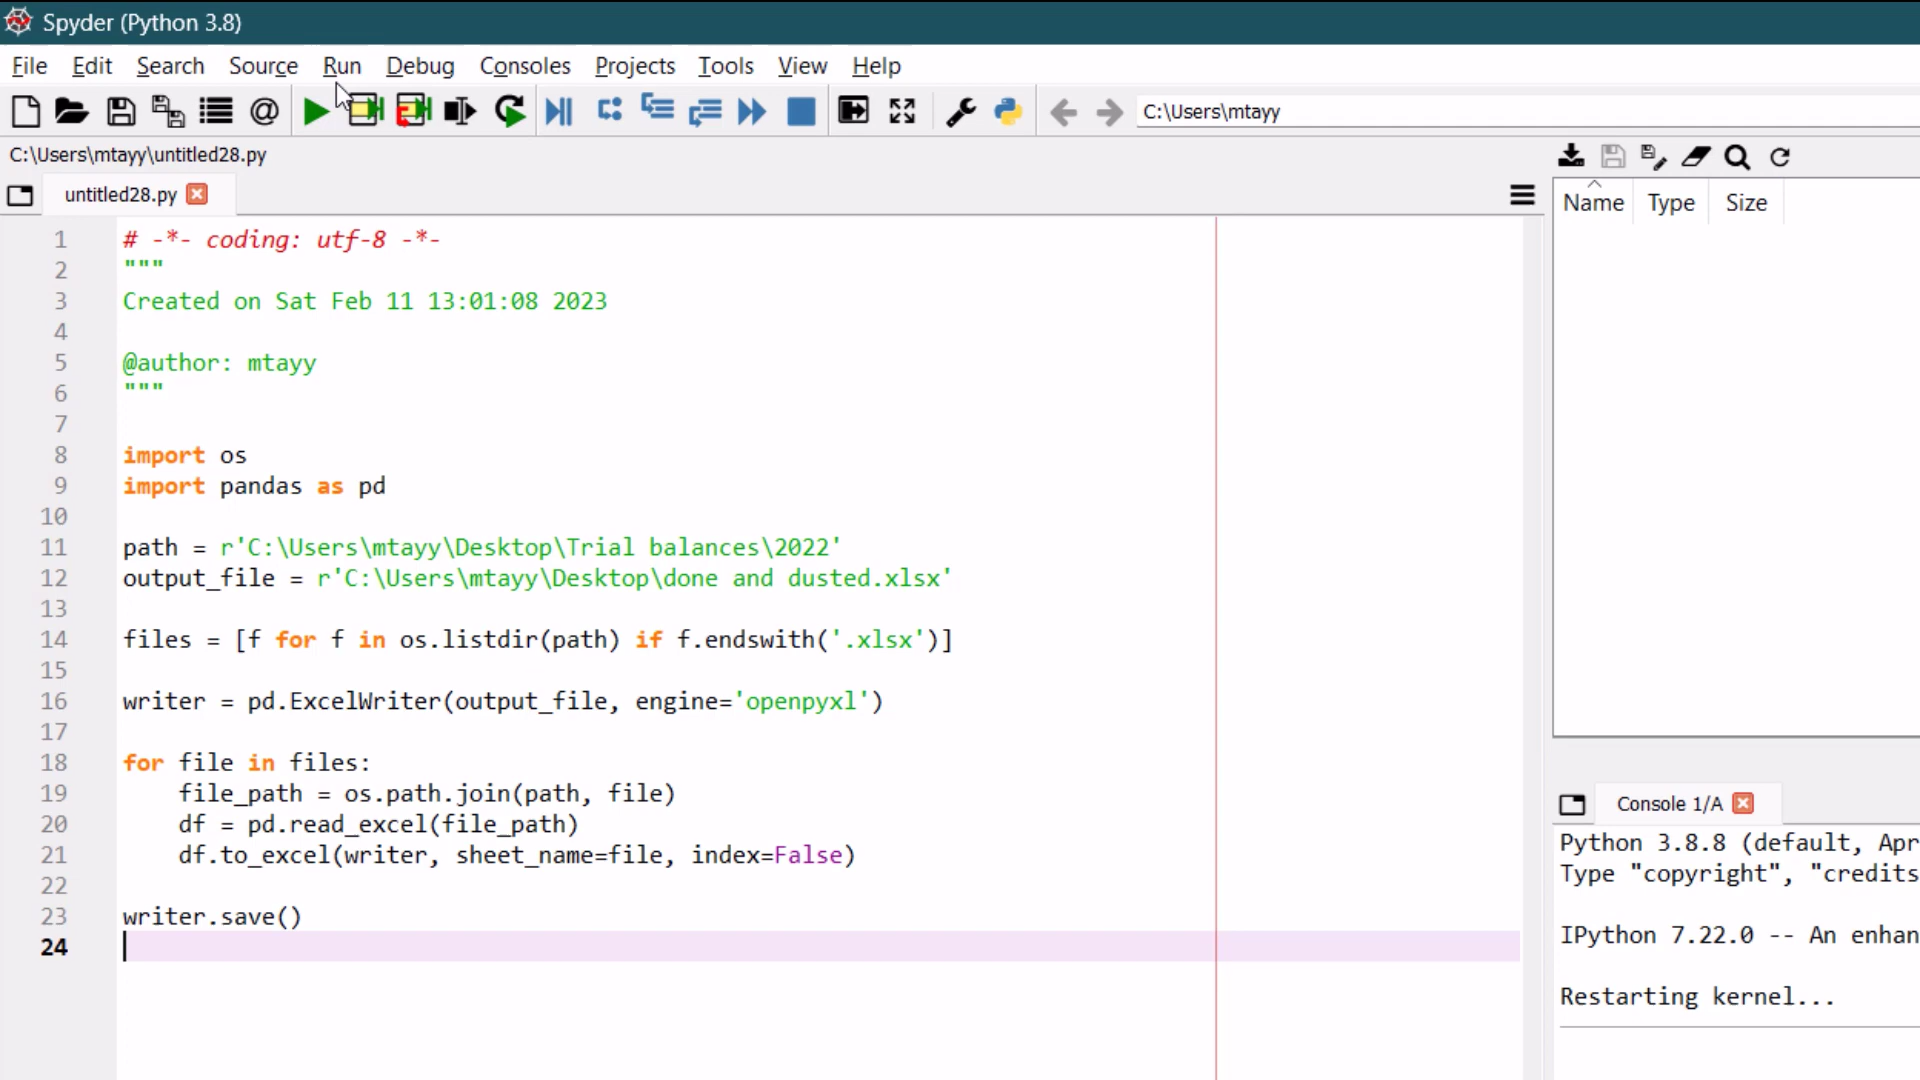 Spyder (Python 3.8)
File Edit Search Source Run Debug Consoles Projects Tools View Help
C:\Users\mtayy
C:\Users\mtayy\untitled28.py
untitled28.py
Name Type Size
1 # -*- coding: utf-8 -*-
2 """
3 Created on Sat Feb 11 13:01:08 2023
4
5 @author: mtayy
6 """
7
8 import os
9 import pandas as pd
10
11 path = r'C:\Users\mtayy\Desktop\Trial balances\2022'
12 output_file = r'C:\Users\mtayy\Desktop\done and dusted.xlsx'
13
14 files = [f for f in os.listdir(path) if f.endswith('.xlsx')]
15
16 writer = pd.ExcelWriter(output_file, engine='openpyxl')
17
18 for file in files:
19     file_path = os.path.join(path, file)
20     df = pd.read_excel(file_path)
21     df.to_excel(writer, sheet_name=file, index=False)
22
23 writer.save()
24
Console 1/A
Python 3.8.8 (default, Apr
Type "copyright", "credits
IPython 7.22.0 -- An enhan
Restarting kernel...